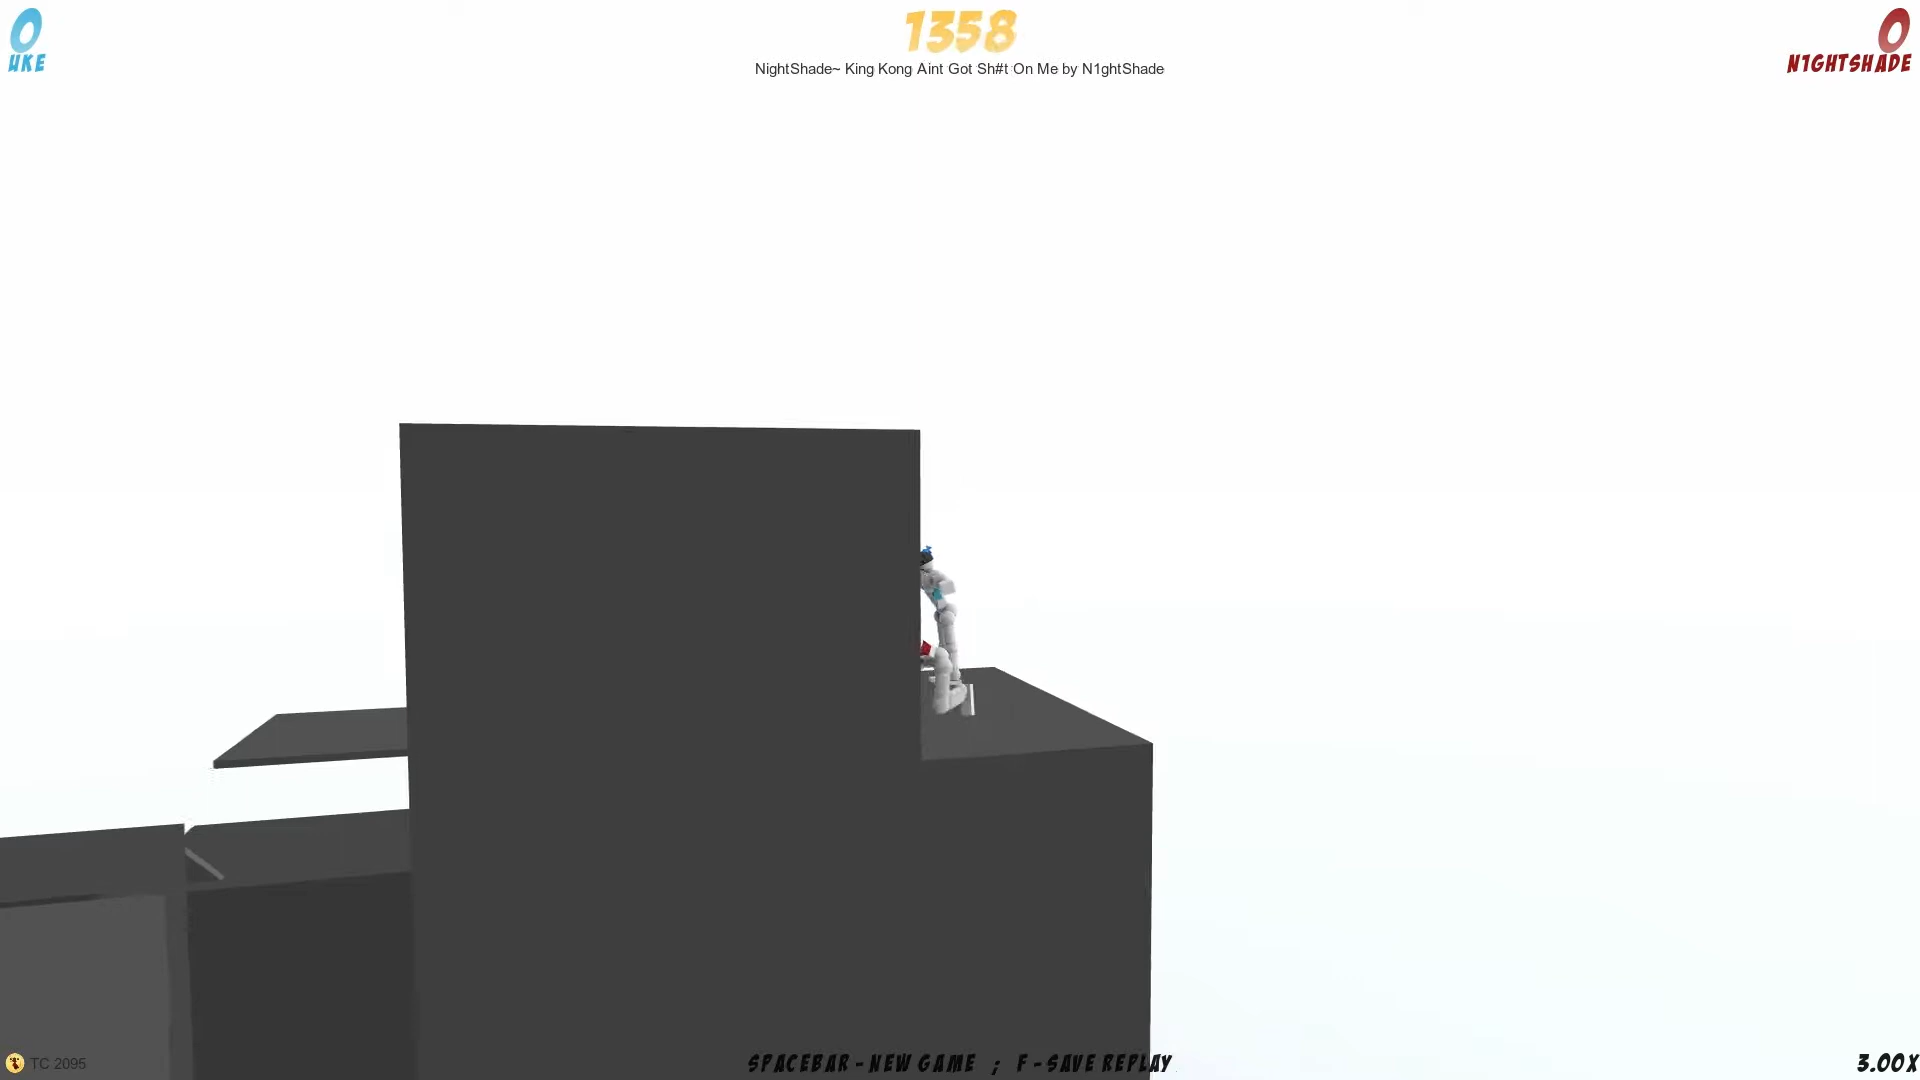 0
UKE
1358
NightShade~ King Kong Aint Got Sh#t On Me by N1ghtShade
0
N1GHTSHADE
TC 2095
SPACEBAR - NEW GAME ; F - SAVE REPLAY
3.00X